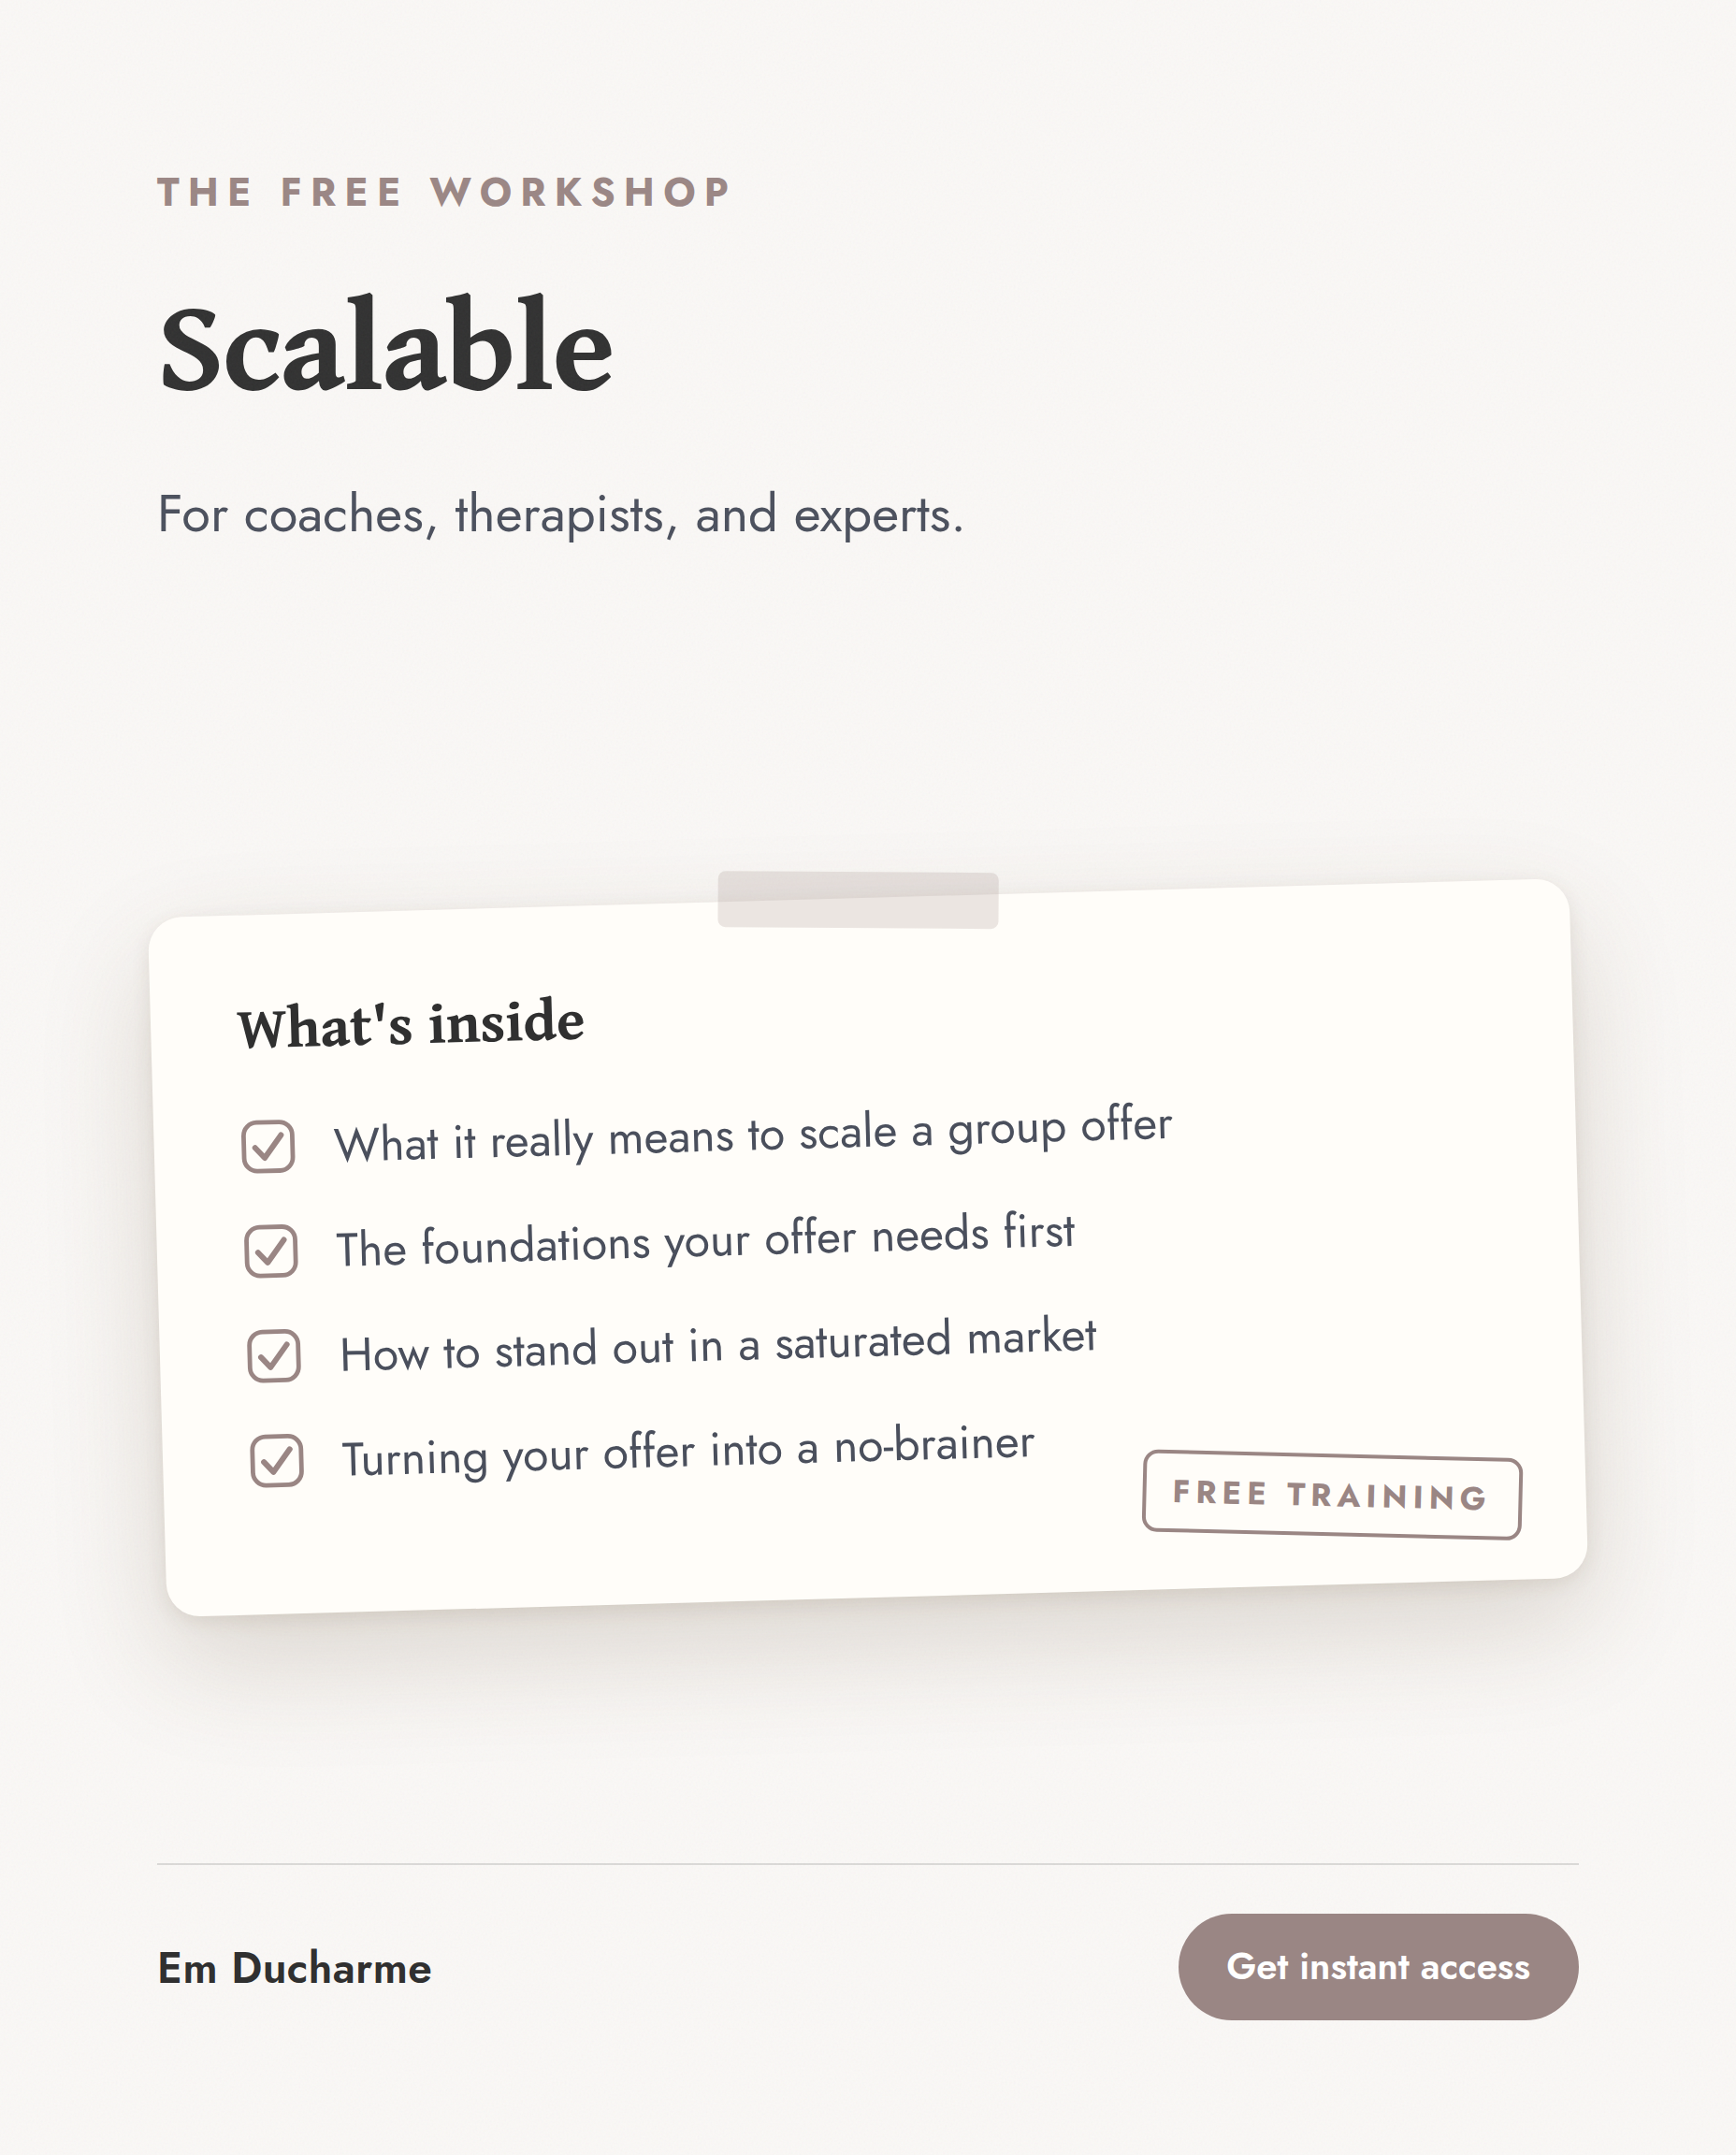 THE FREE WORKSHOP
Scalable
For coaches, therapists, and experts.
What's inside
What it really means to scale a group offer
The foundations your offer needs first
How to stand out in a saturated market
Turning your offer into a no-brainer
FREE TRAINING
Em Ducharme
Get instant access